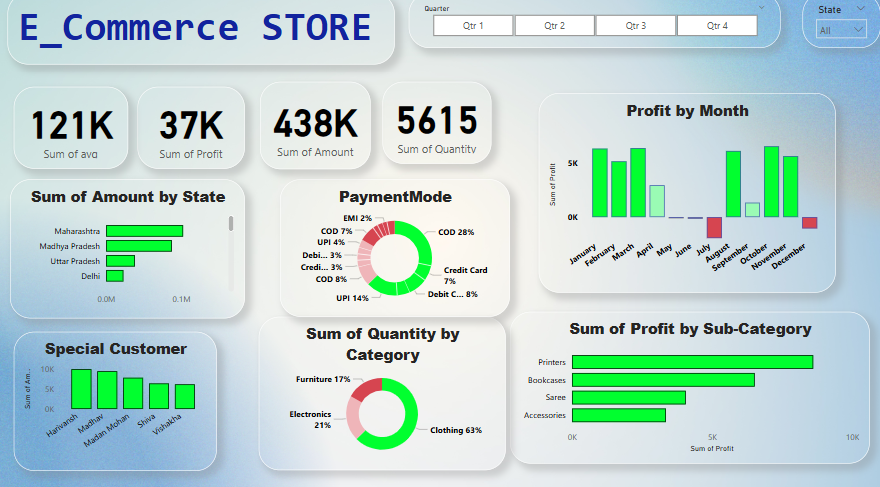 E_Commerce STORE
Quarter
Qtr 1
Qtr 2
Qtr 3
Qtr 4
State
All
121K
Sum of avg
37K
Sum of Profit
438K
Sum of Amount
5615
Sum of Quantity
Profit by Month
Sum of Profit
5K
0K
January
February
March
April
May
June
July
August
September
October
November
December
Sum of Amount by State
Maharashtra
Madhya Pradesh
Uttar Pradesh
Delhi
0.0M
0.1M
PaymentMode
EMI 2%
COD 7%
UPI 4%
Debi... 3%
Credi... 3%
COD 8%
UPI 14%
COD 28%
Credit Card
7%
Debit C... 8%
Special Customer
Sum of Am...
10K
5K
0K
Harivansh
Madhav
Madan Mohan
Shiva
Vishakha
Sum of Quantity by
Category
Furniture 17%
Electronics
21%
Clothing 63%
Sum of Profit by Sub-Category
Printers
Bookcases
Saree
Accessories
0K
5K
10K
Sum of Profit